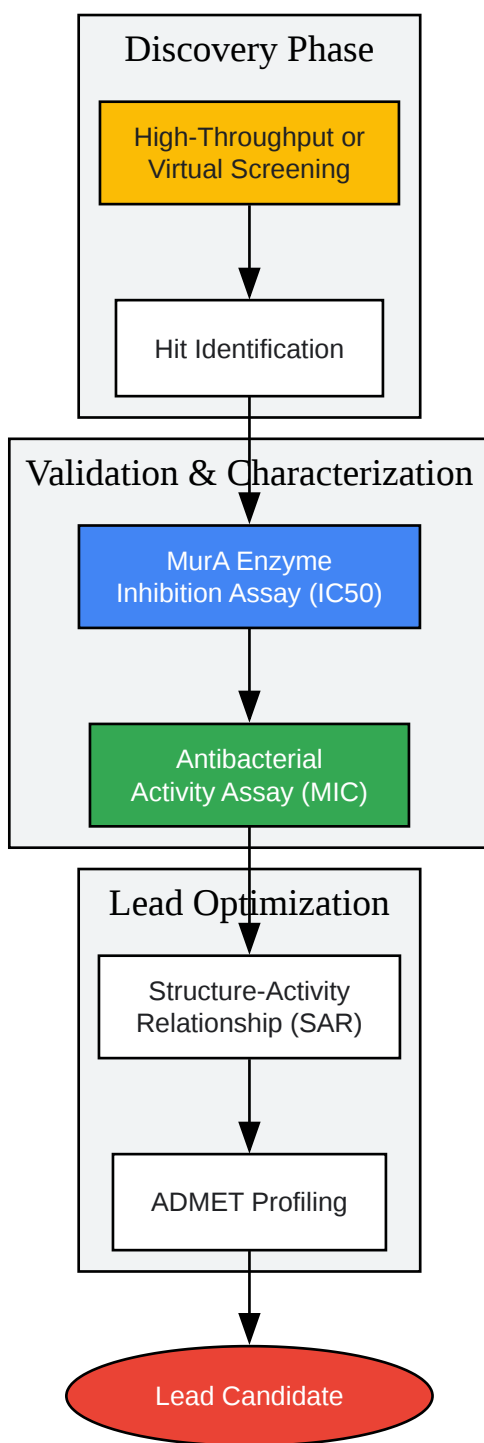 Discovery Phase
High-Throughput or
Virtual Screening
Hit Identification
Validation & Characterization
MurA Enzyme
Inhibition Assay (IC50)
Antibacterial
Activity Assay (MIC)
Lead Optimization
Structure-Activity
Relationship (SAR)
ADMET Profiling
Lead Candidate